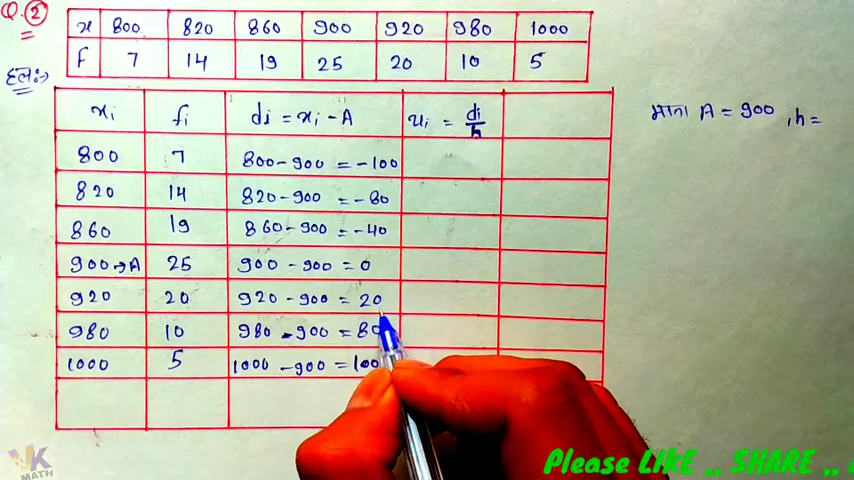 Q. ②
x 800 820 860 900 920 980 1000
f 7 14 19 25 20 10 5
हल:-
xi fi di = xi - A ui = di/h
माना A = 900 , h =
800 7 800 - 900 = -100
820 14 820 - 900 = -80
860 19 860 - 900 = -40
900→A 25 900 - 900 = 0
920 20 920 - 900 = 20
980 10 980 - 900 = 80
1000 5 1000 - 900 = 100
VK
MATH
Please LIKE .. SHARE ..